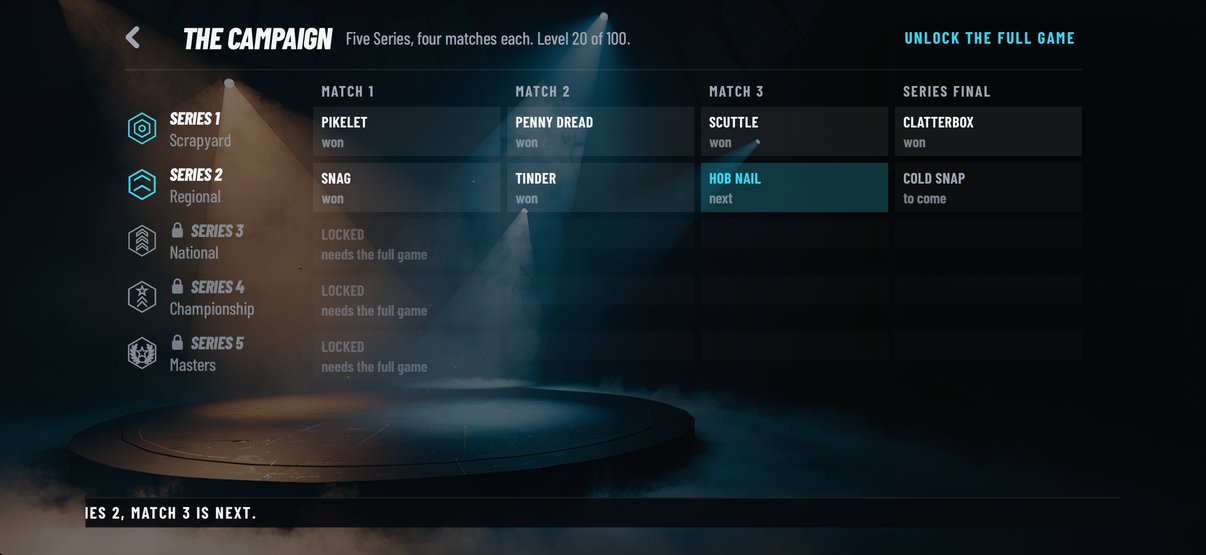 THE CAMPAIGN Five Series, four matches each. Level 20 of 100. UNLOCK THE FULL GAME
MATCH 1 MATCH 2 MATCH 3 SERIES FINAL
SERIES 1 PIKELET PENNY DREAD SCUTTLE CLATTERBOX
Scrapyard won won won won
SERIES 2 SNAG TINDER HOB NAIL COLD SNAP
Regional won won next to come
SERIES 3 LOCKED
National needs the full game
SERIES 4 LOCKED
Championship needs the full game
SERIES 5 LOCKED
Masters needs the full game
IES 2, MATCH 3 IS NEXT.